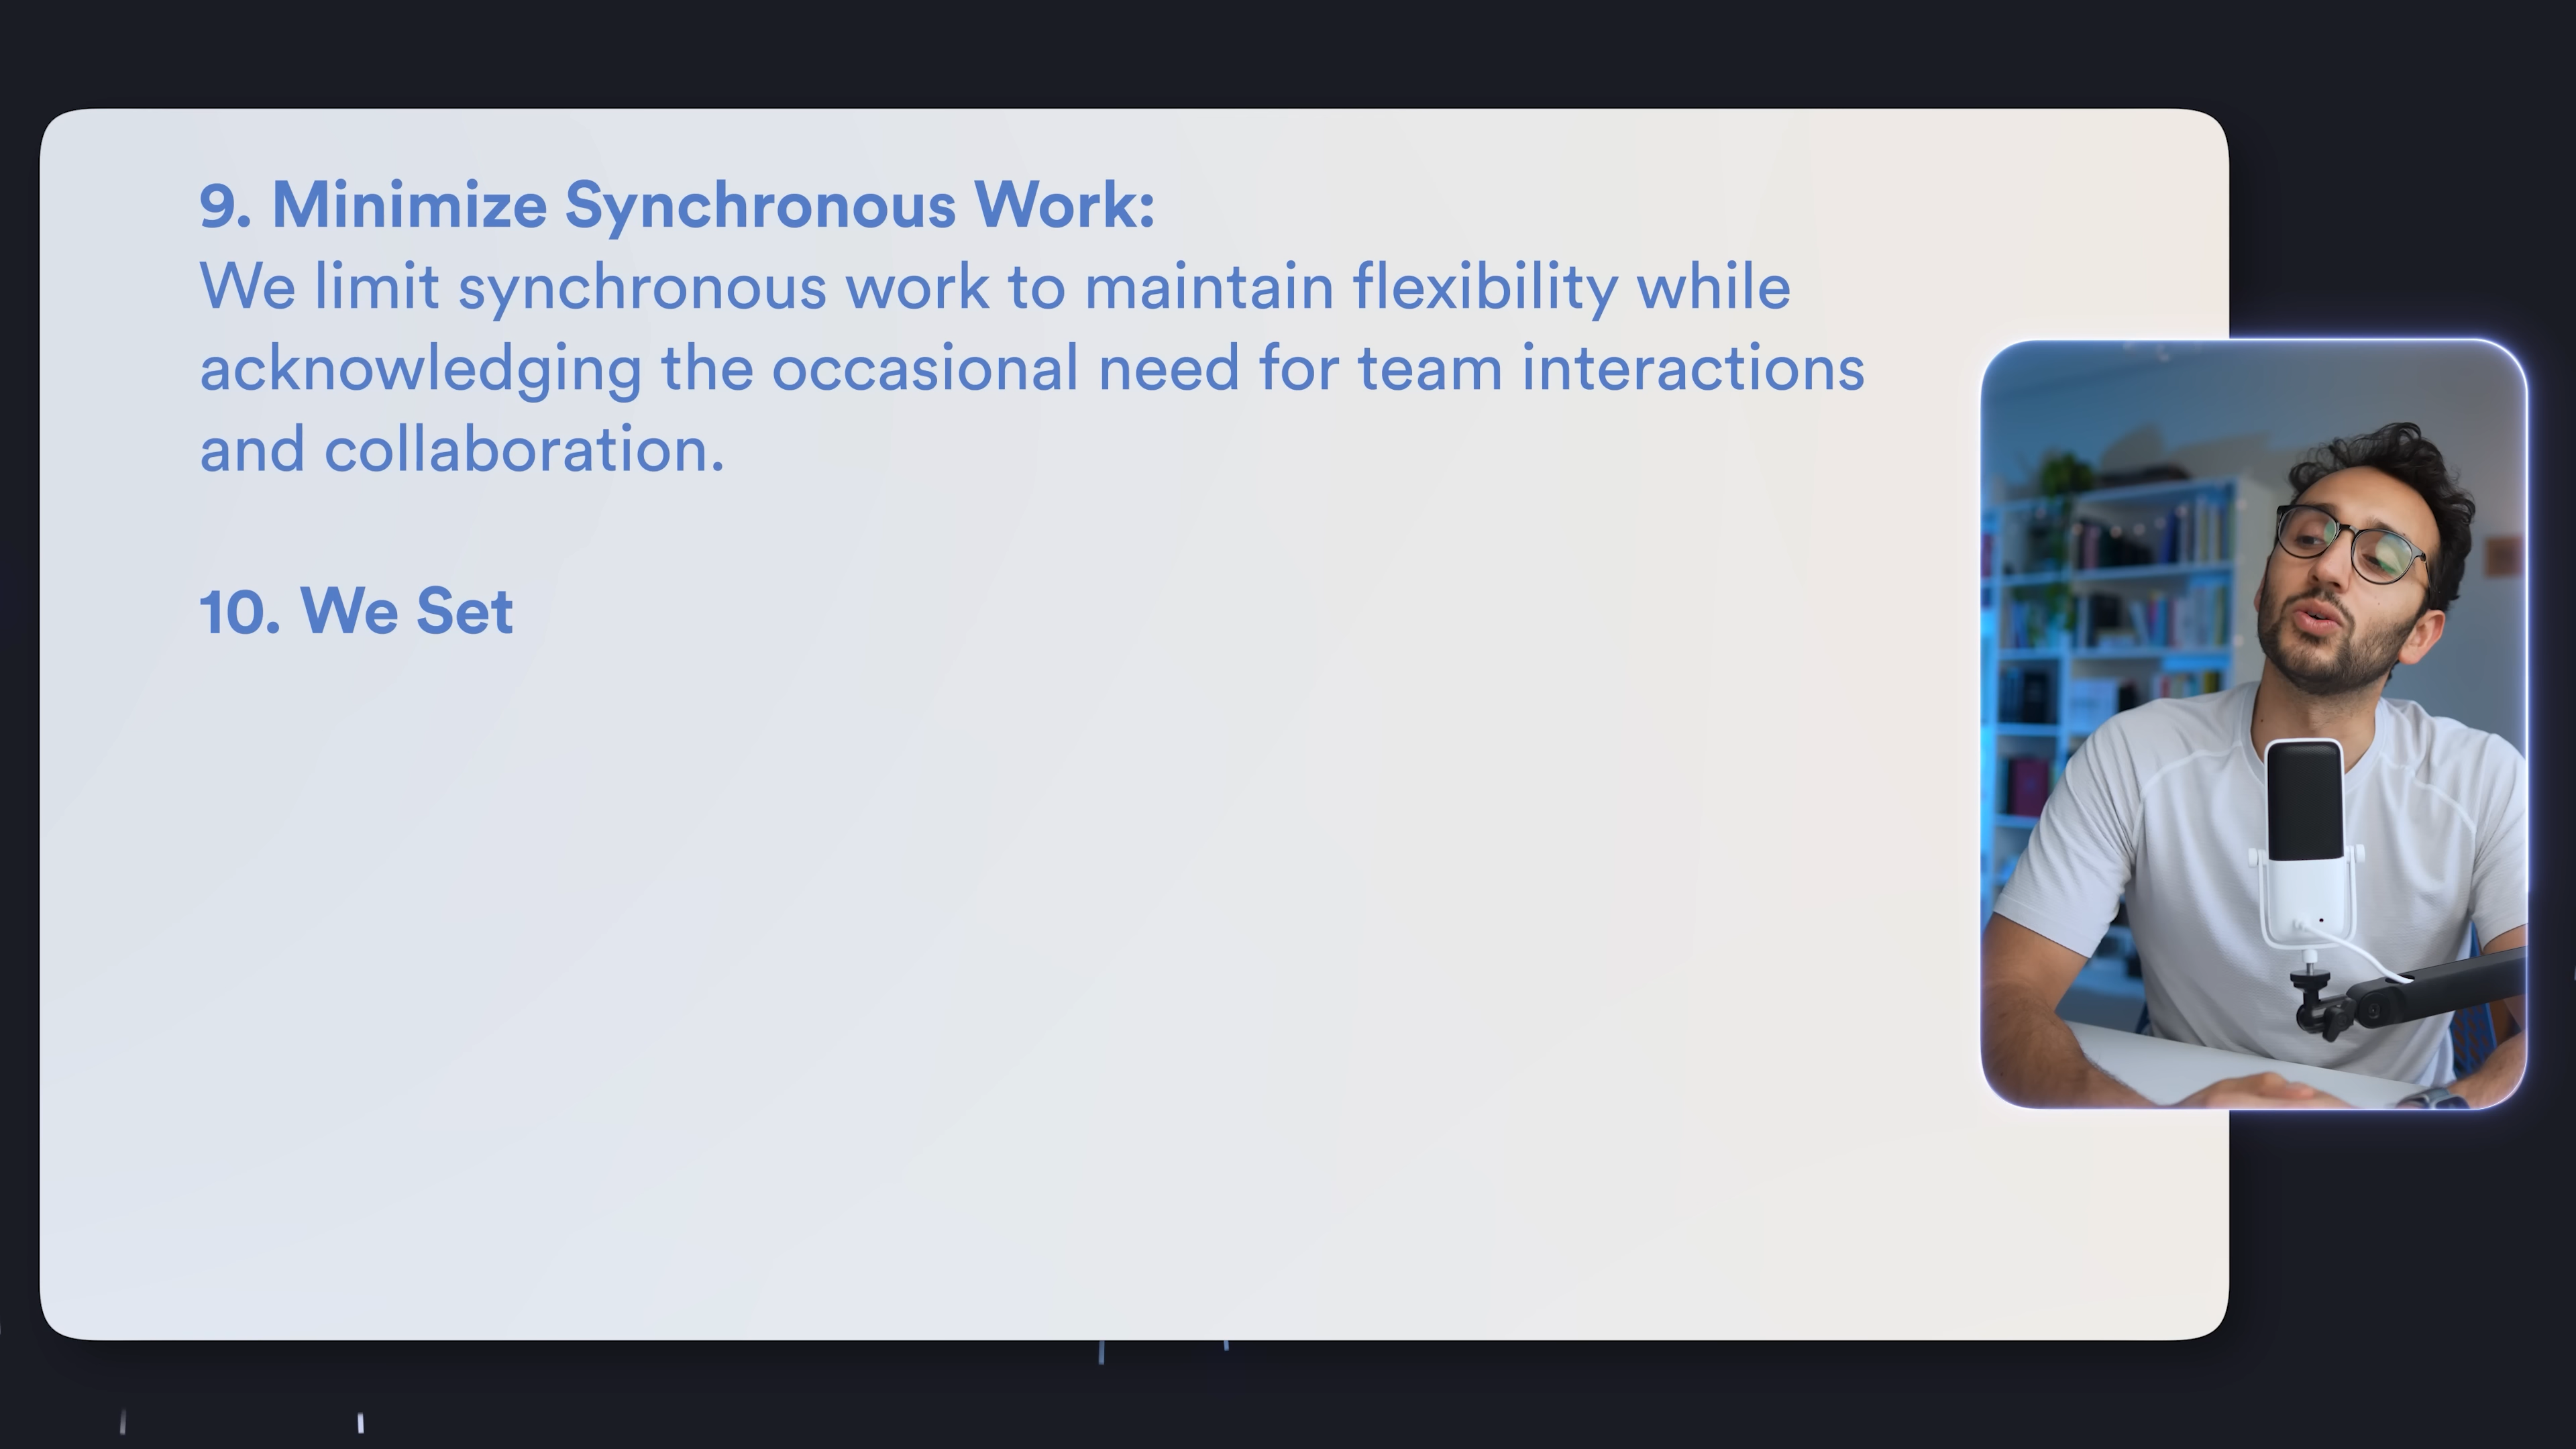 9. Minimize Synchronous Work:
We limit synchronous work to maintain flexibility while
acknowledging the occasional need for team interactions
and collaboration.
10. We Set